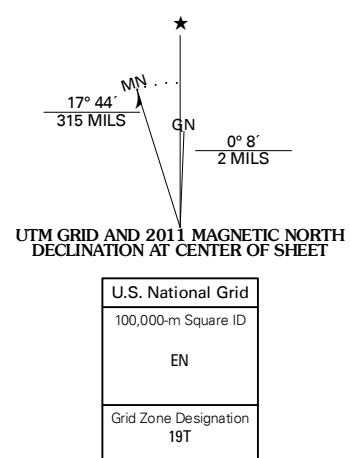 MN
17° 44´
315 MILS
GN
0° 8´
2 MILS
UTM GRID AND 2011 MAGNETIC NORTH
DECLINATION AT CENTER OF SHEET
U.S. National Grid
100,000-m Square ID
EN
Grid Zone Designation
19T